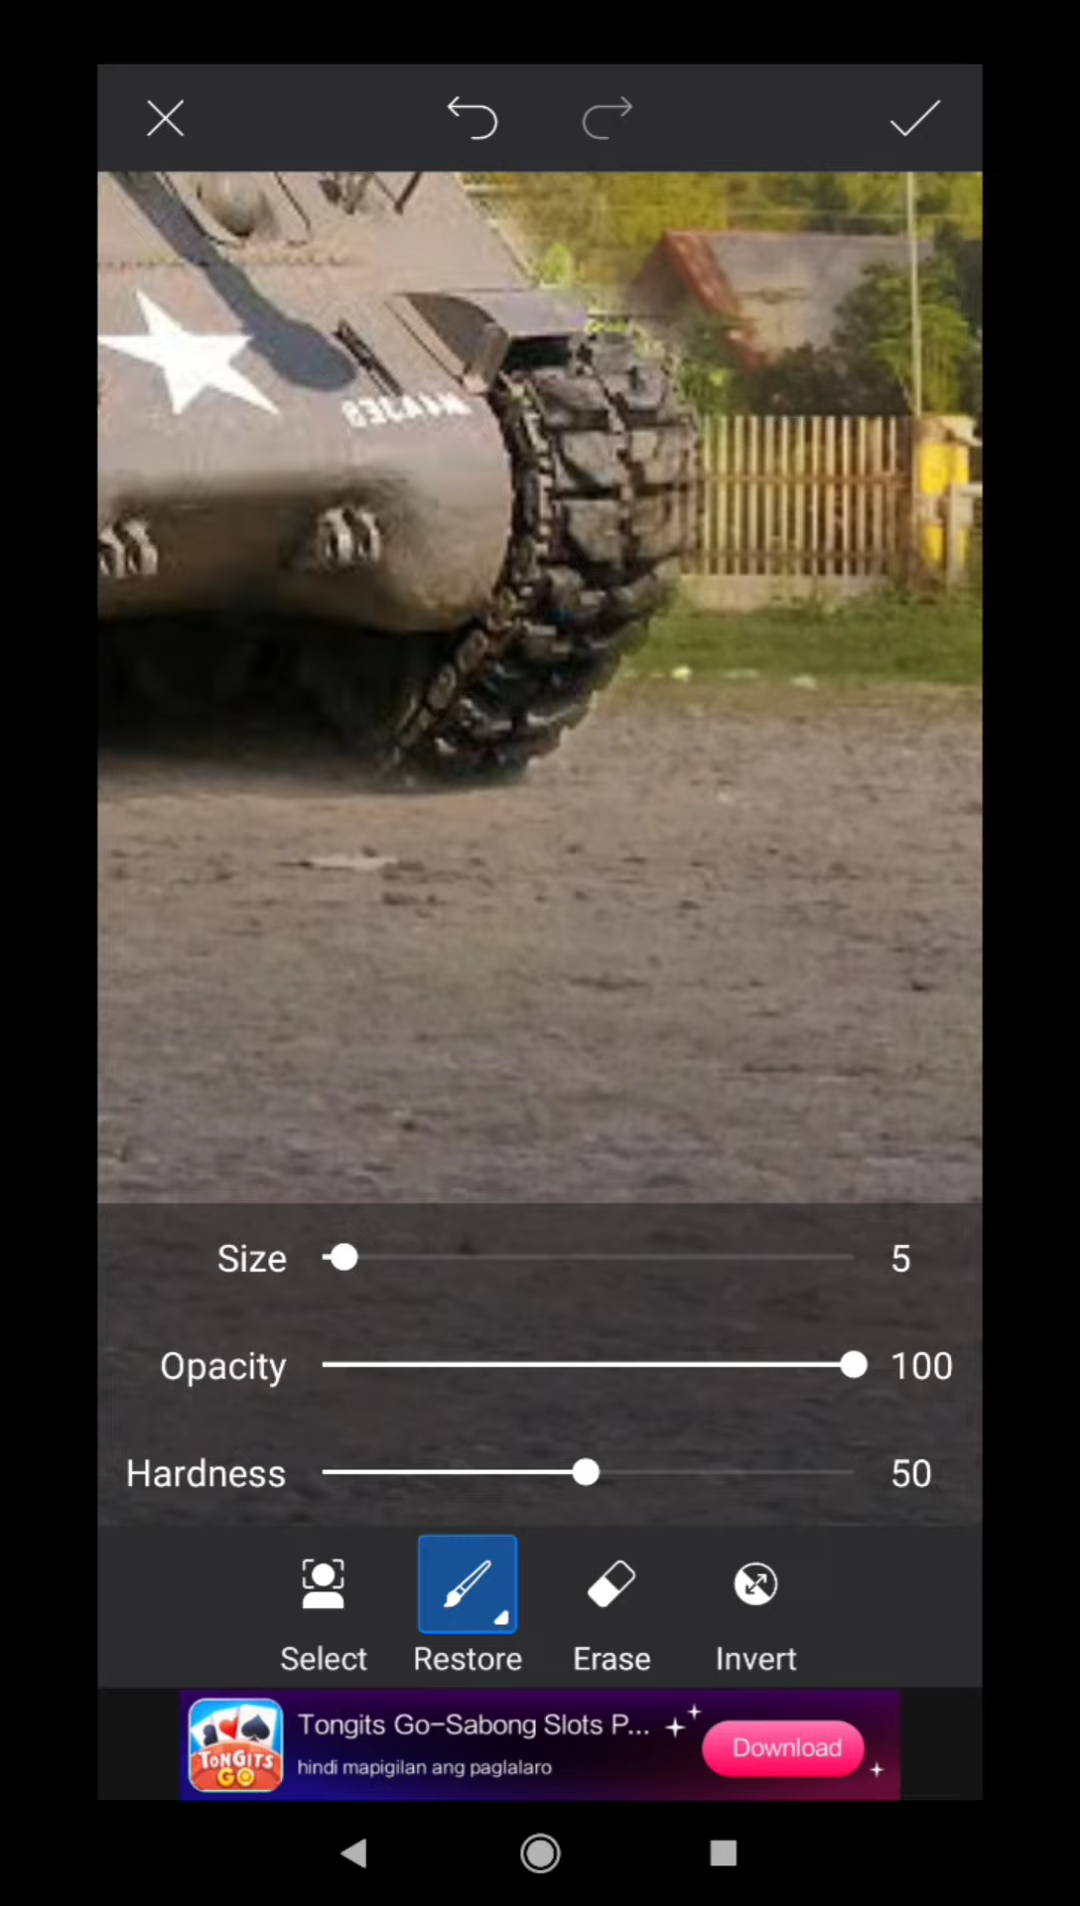 M4A3E8
Size 5
Opacity 100
Hardness 50
Select Restore Erase Invert
Tongits Go-Sabong Slots P...
hindi mapigilan ang paglalaro
Download
TONGITS
GO